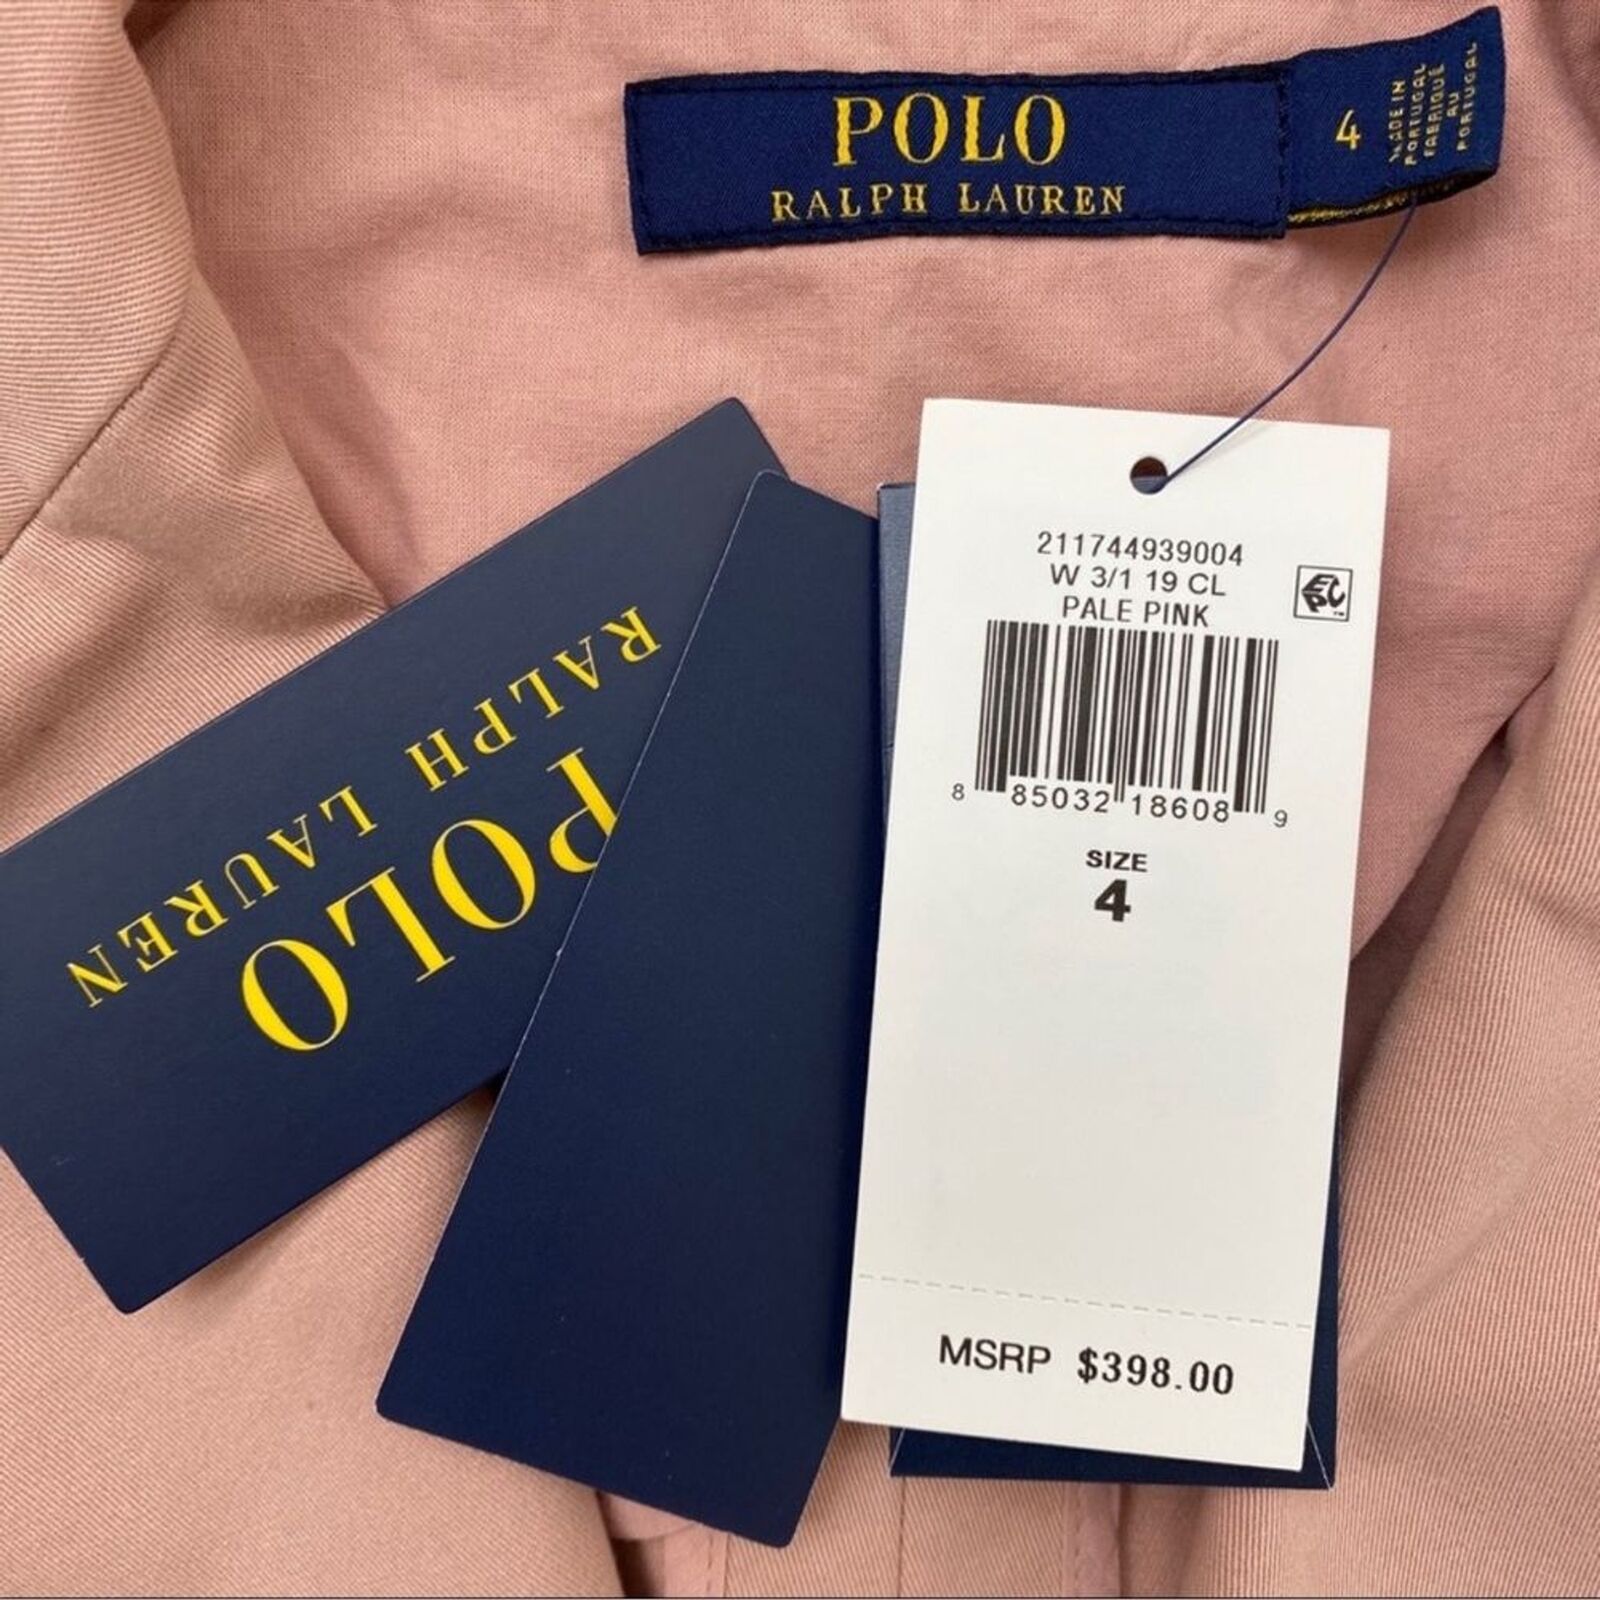 POLO
RALPH LAUREN
4
MADE IN
PORTUGAL
FABRIQUÉ
AU
PORTUGAL
RALPH LAUREN
POLO
211744939004
W 3/1 19 CL
PALE PINK
EPC™
8 85032 18608 9
SIZE
4
MSRP $398.00